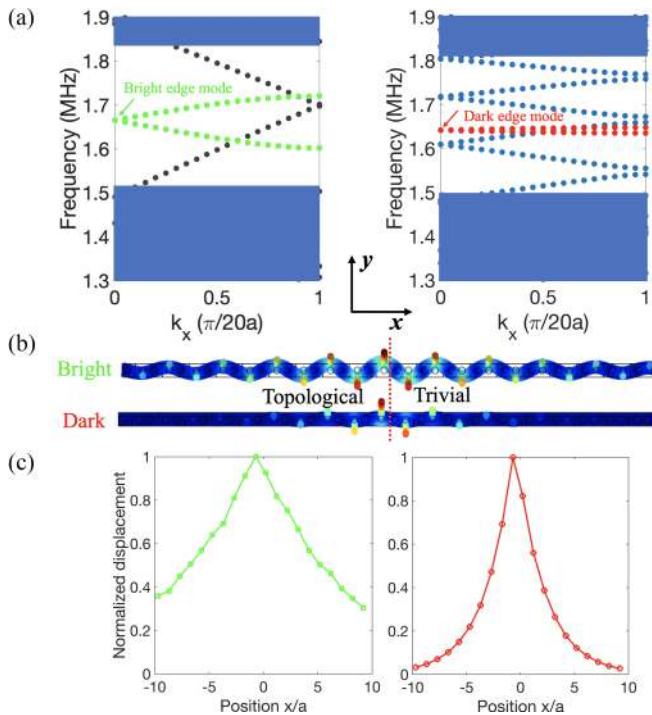 (a)
1.9
1.8
1.7
1.6
1.5
1.4
1.3
Frequency (MHz)
Bright edge mode
0
0.5
1
k_x (π/20a)
1.9
1.8
1.7
1.6
1.5
1.4
1.3
Frequency (MHz)
Dark edge mode
0
0.5
1
k_x (π/20a)
y
x
(b)
Bright
Topological
Trivial
Dark
(c)
1
0.8
0.6
0.4
0.2
0
Normalized displacement
-10
-5
0
5
10
Position x/a
1
0.8
0.6
0.4
0.2
0
-10
-5
0
5
10
Position x/a